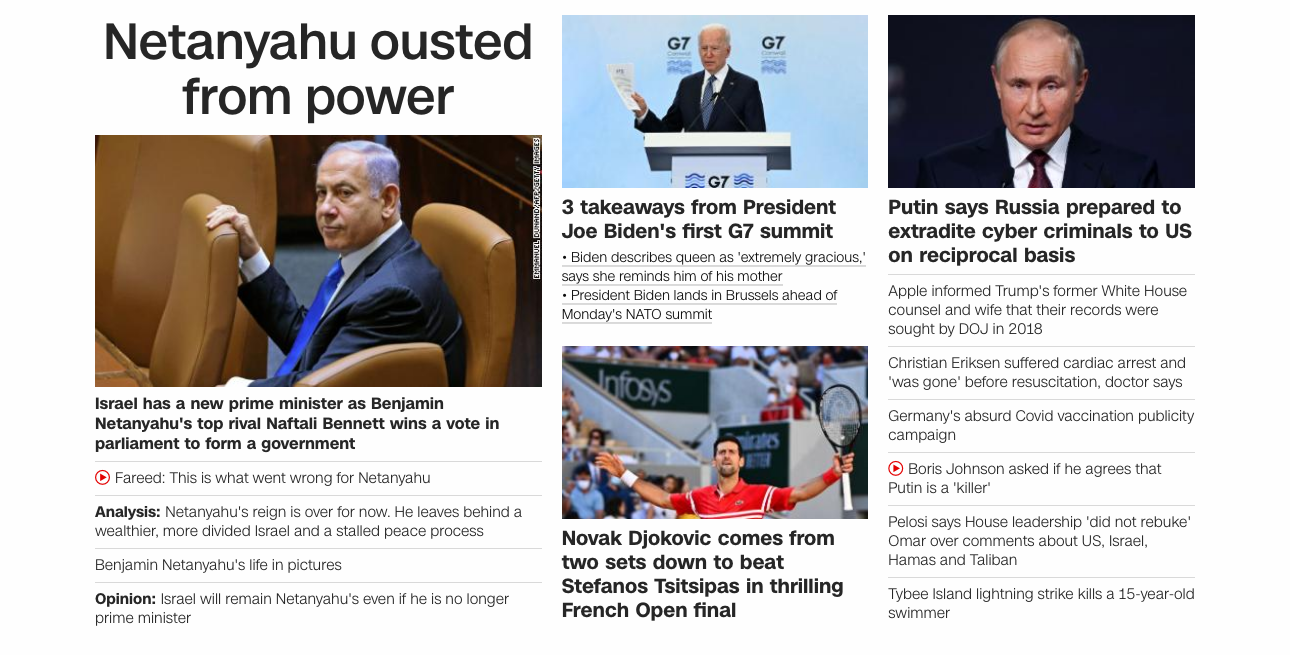 Netanyahu ousted
from power
EMMANUEL DUNAND/AFP/GETTY IMAGES
Israel has a new prime minister as Benjamin
Netanyahu's top rival Naftali Bennett wins a vote in
parliament to form a government
Fareed: This is what went wrong for Netanyahu
Analysis: Netanyahu's reign is over for now. He leaves behind a
wealthier, more divided Israel and a stalled peace process
Benjamin Netanyahu's life in pictures
Opinion: Israel will remain Netanyahu's even if he is no longer
prime minister
G7
Cornwall
G7
Cornwall
G7
3 takeaways from President
Joe Biden's first G7 summit
• Biden describes queen as 'extremely gracious,'
says she reminds him of his mother
• President Biden lands in Brussels ahead of
Monday's NATO summit
Infosys
Emirates
Novak Djokovic comes from
two sets down to beat
Stefanos Tsitsipas in thrilling
French Open final
Putin says Russia prepared to
extradite cyber criminals to US
on reciprocal basis
Apple informed Trump's former White House
counsel and wife that their records were
sought by DOJ in 2018
Christian Eriksen suffered cardiac arrest and
'was gone' before resuscitation, doctor says
Germany's absurd Covid vaccination publicity
campaign
Boris Johnson asked if he agrees that
Putin is a 'killer'
Pelosi says House leadership 'did not rebuke'
Omar over comments about US, Israel,
Hamas and Taliban
Tybee Island lightning strike kills a 15-year-old
swimmer